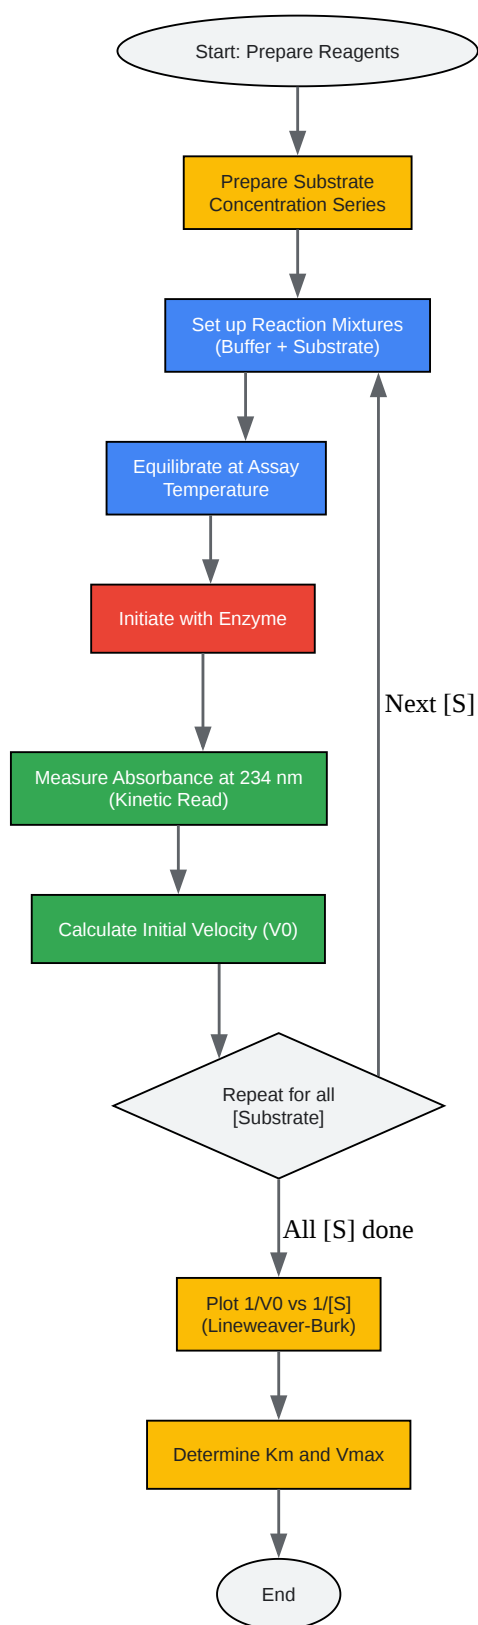 Start: Prepare Reagents
Prepare Substrate
Concentration Series
Set up Reaction Mixtures
(Buffer + Substrate)
Equilibrate at Assay
Temperature
Initiate with Enzyme
Next [S]
Measure Absorbance at 234 nm
(Kinetic Read)
Calculate Initial Velocity (V0)
Repeat for all
[Substrate]
All [S] done
Plot 1/V0 vs 1/[S]
(Lineweaver-Burk)
Determine Km and Vmax
End